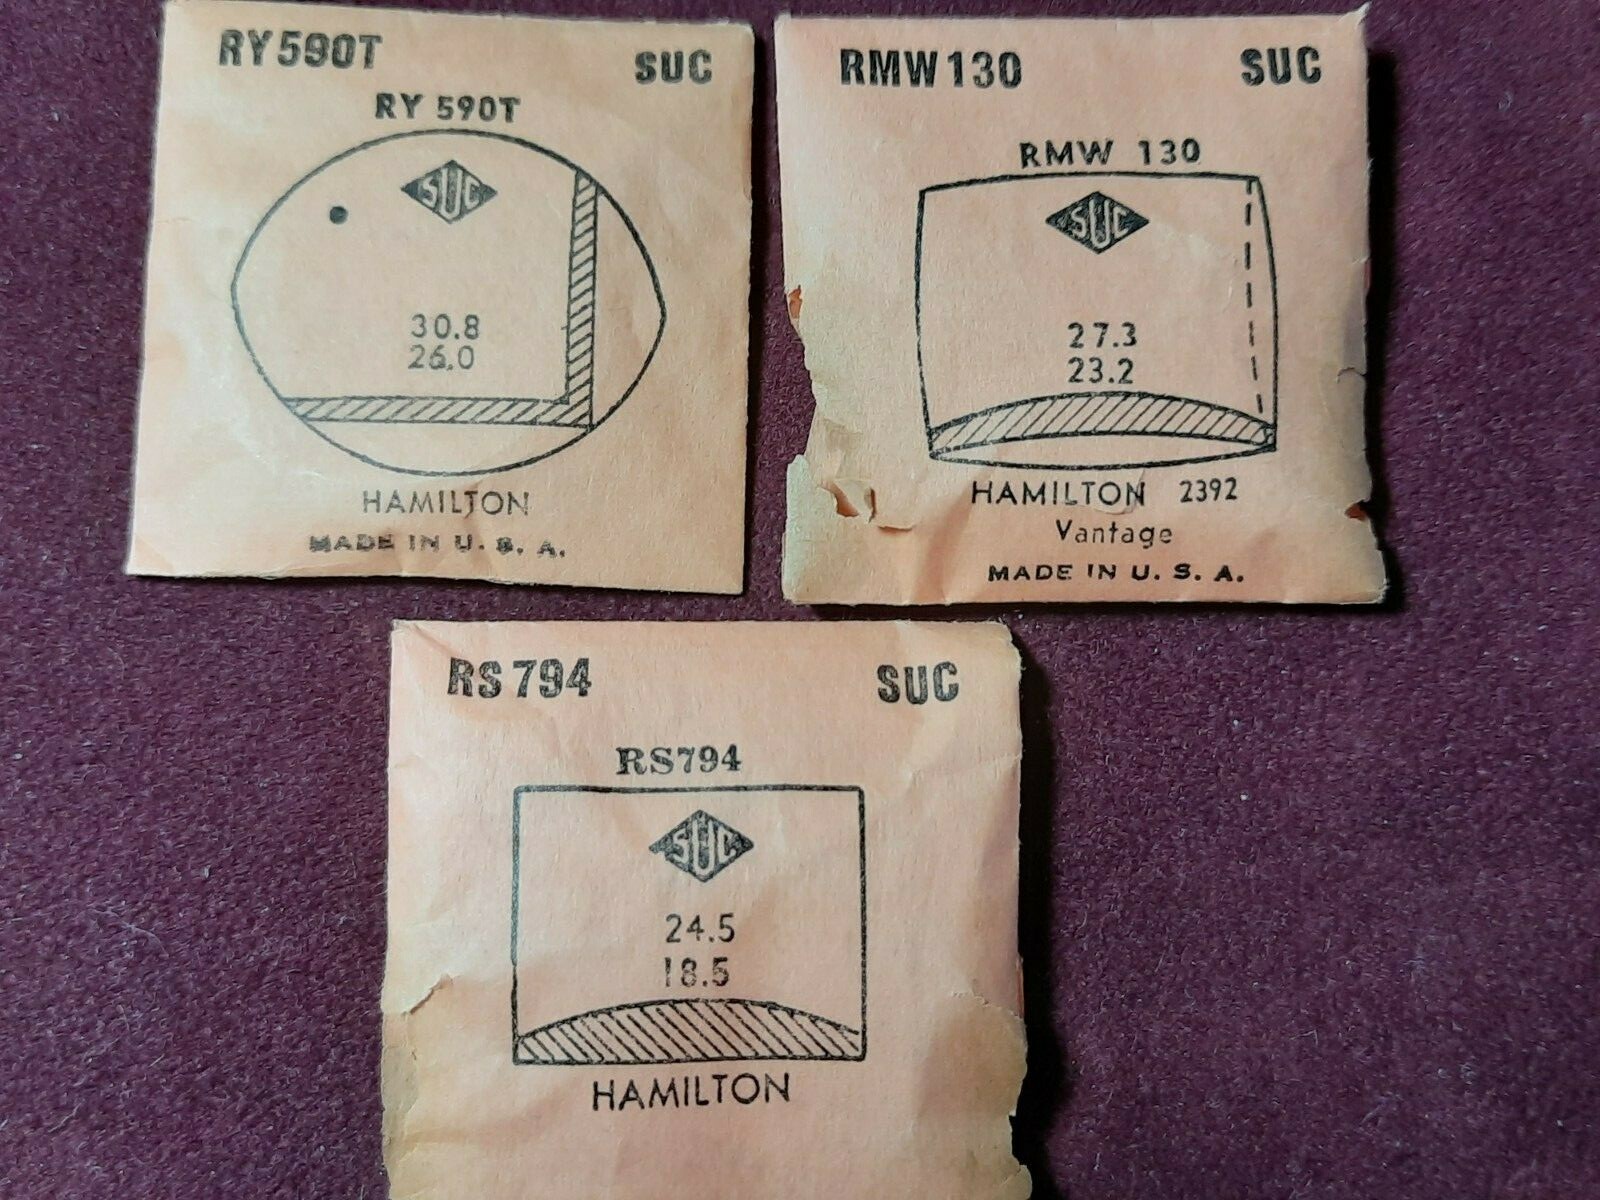 RY590T SUC
RY 590T
SUC
30.8
26.0
HAMILTON
MADE IN U. S. A.
RMW130 SUC
RMW 130
SUC
27.3
23.2
HAMILTON 2392
Vantage
MADE IN U. S. A.
RS794 SUC
RS794
SUC
24.5
18.5
HAMILTON